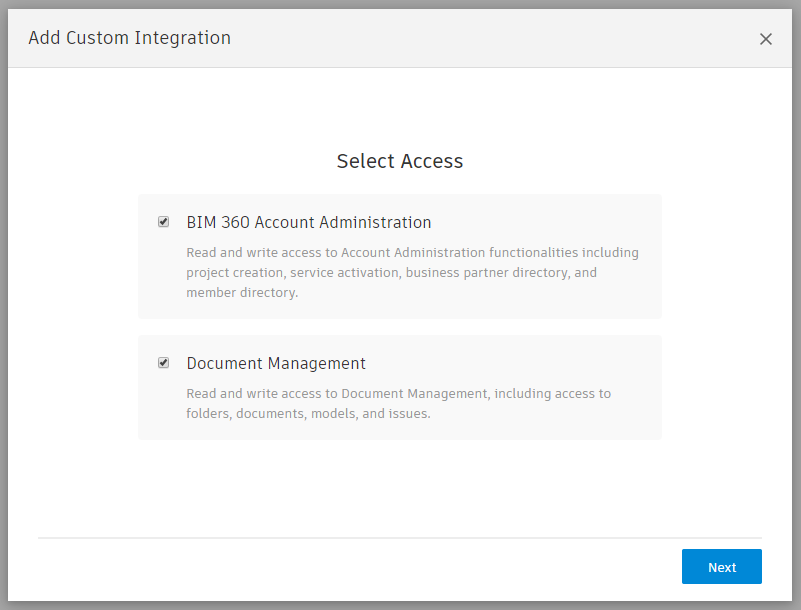 Add Custom Integration
Select Access
BIM 360 Account Administration
Read and write access to Account Administration functionalities including
project creation, service activation, business partner directory, and
member directory.
Document Management
Read and write access to Document Management, including access to
folders, documents, models, and issues.
Next